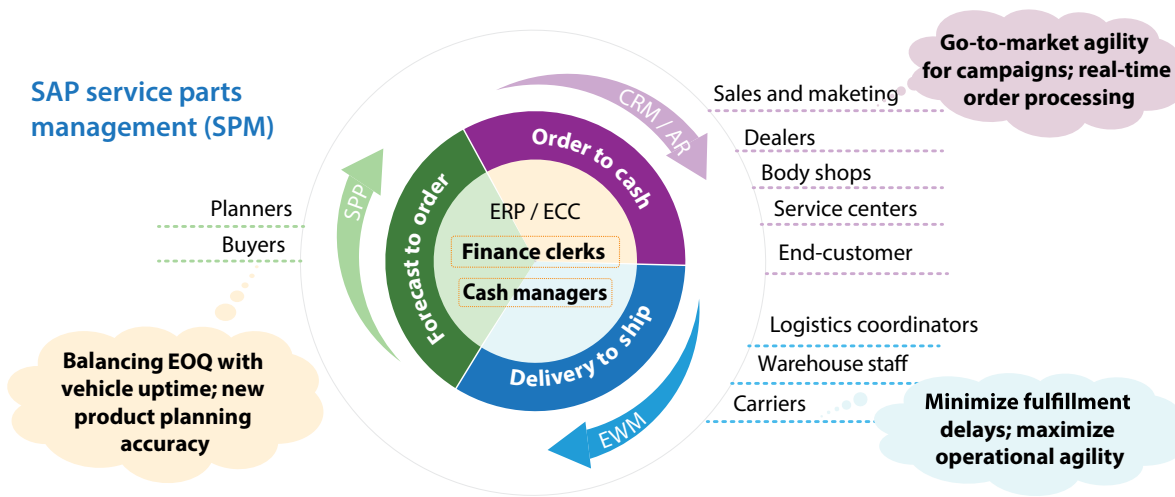 SAP service parts
management (SPM)
Planners
Buyers
Balancing EOQ with
vehicle uptime; new
product planning
accuracy
SPP
Forecast to order
CRM / AR
Order to cash
ERP / ECC
Finance clerks
Cash managers
Delivery to ship
EWM
Go-to-market agility
for campaigns; real-time
order processing
Sales and maketing
Dealers
Body shops
Service centers
End-customer
Logistics coordinators
Warehouse staff
Carriers
Minimize fulfillment
delays; maximize
operational agility